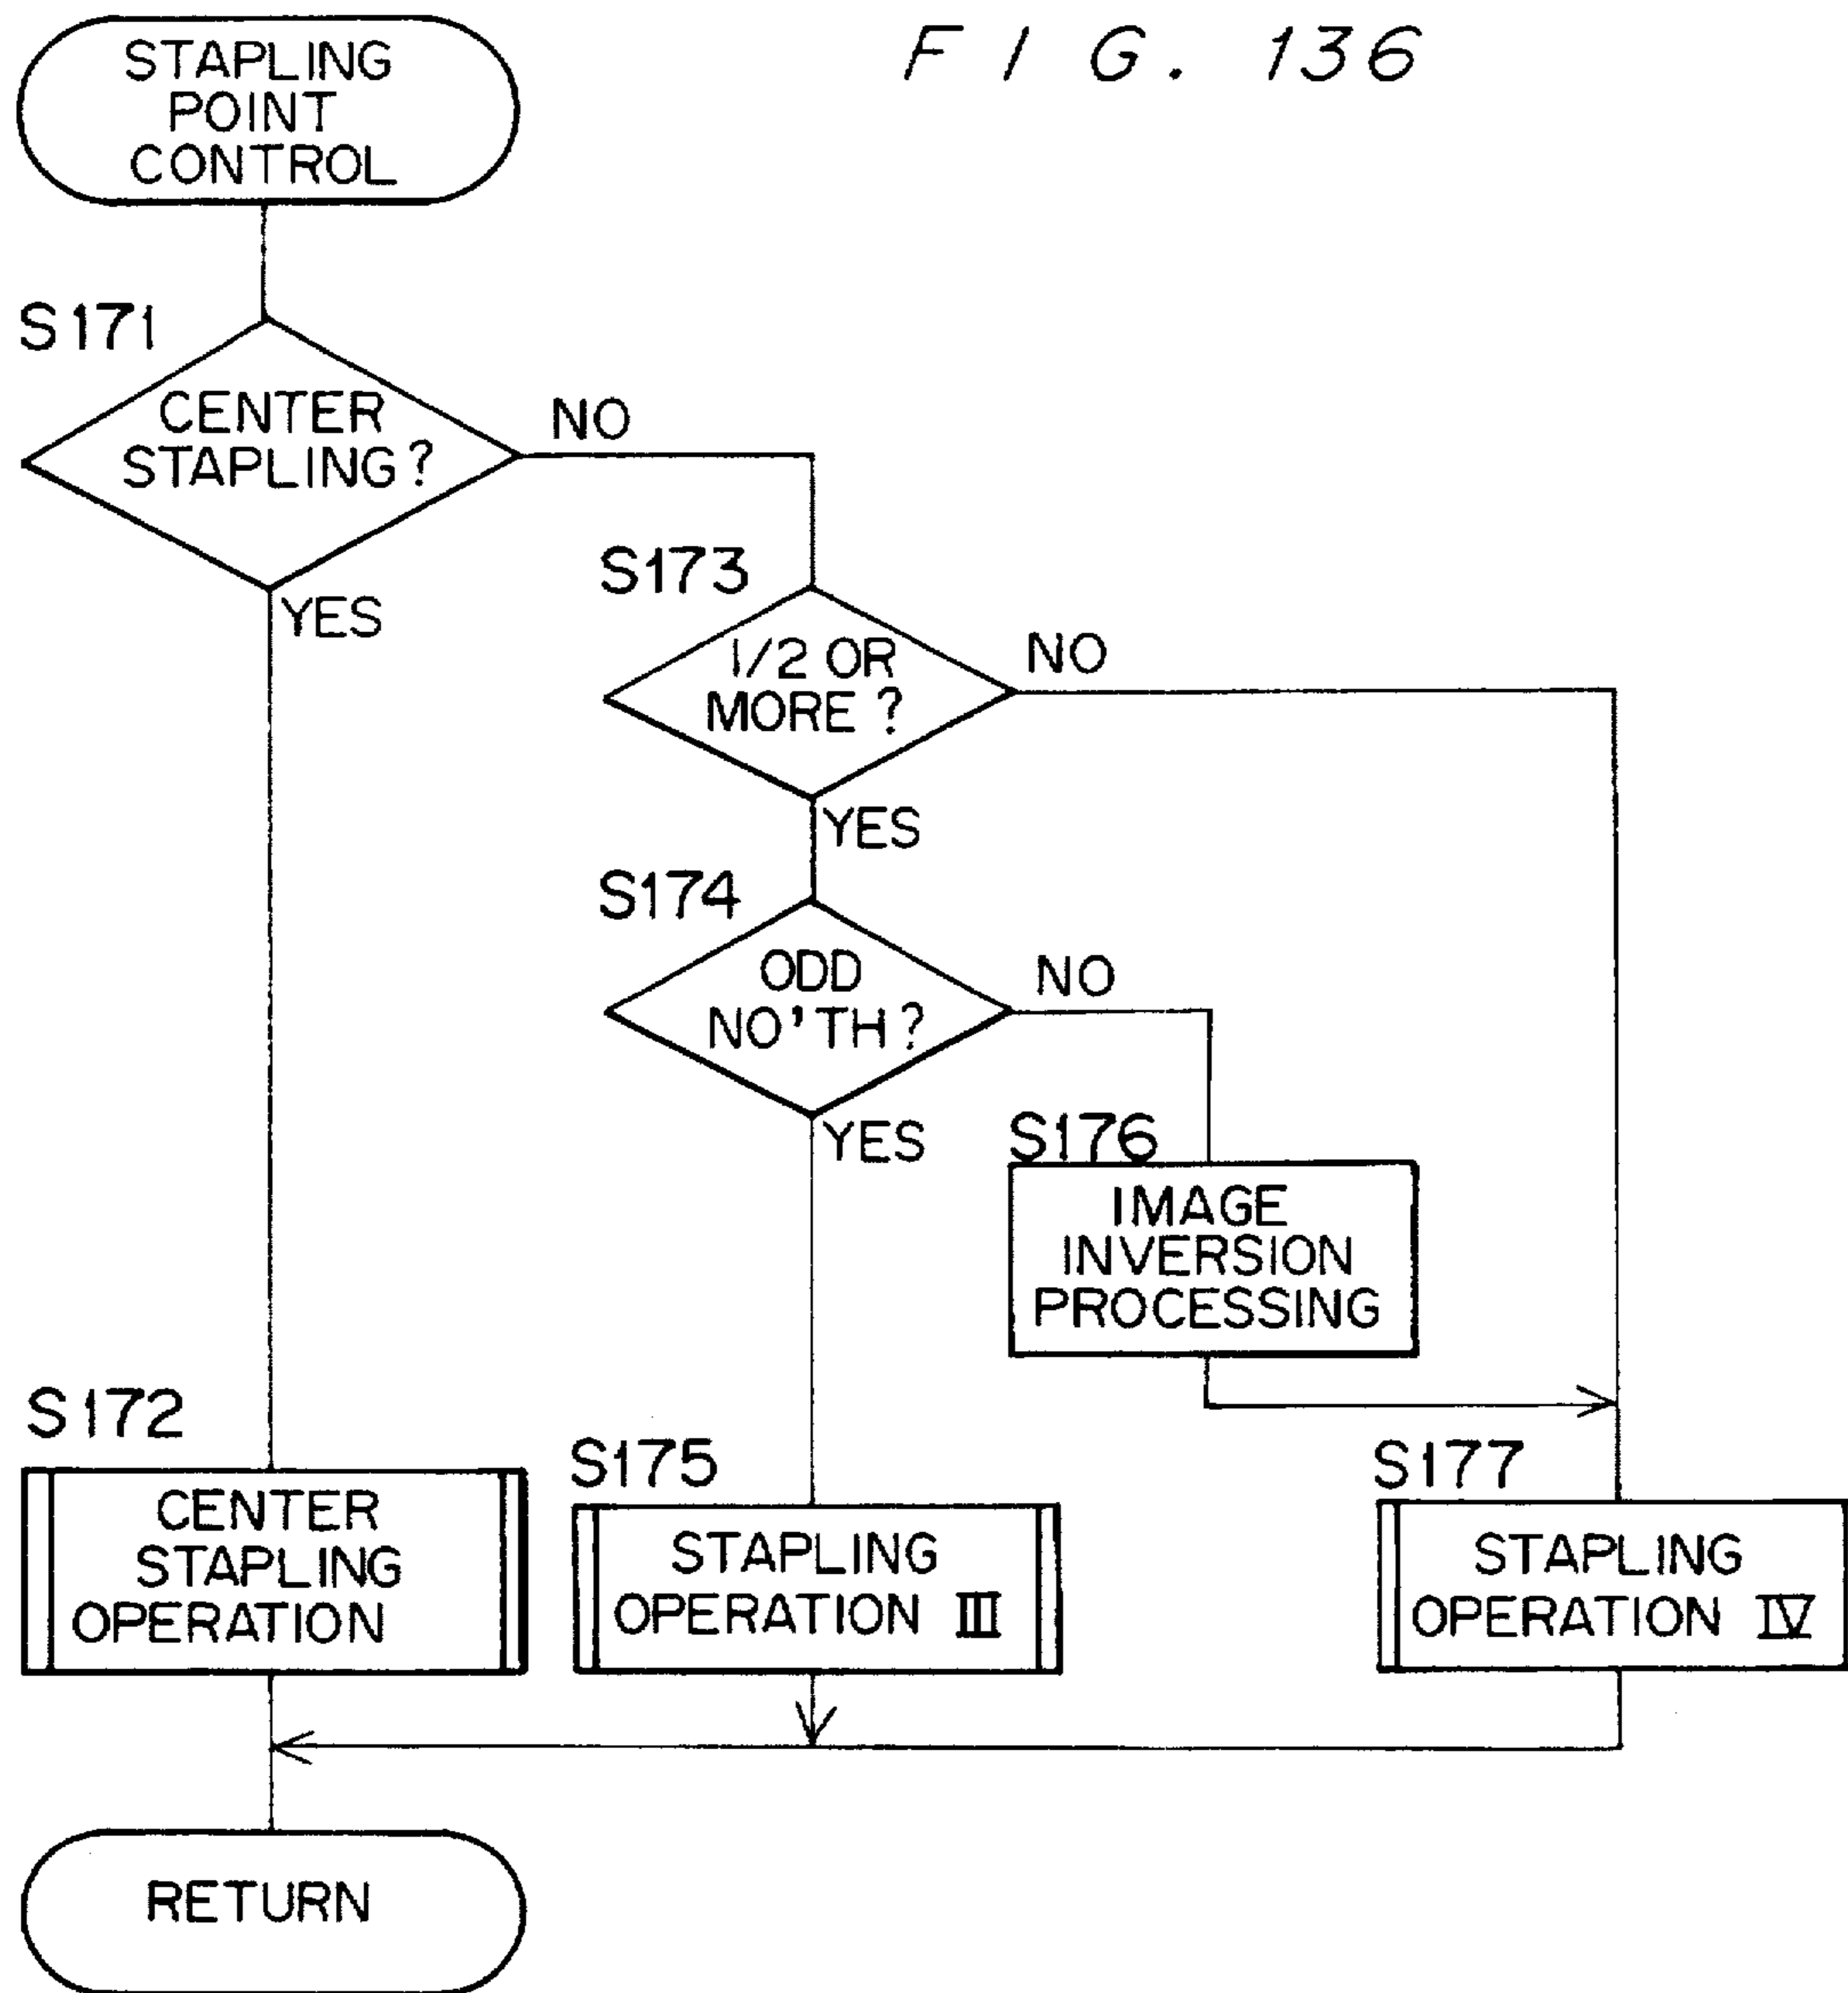 F I G. 136
STAPLING
POINT
CONTROL
S171
CENTER
STAPLING?
NO
YES
S173
1/2 OR
MORE?
NO
YES
S174
ODD
NO'TH?
NO
YES
S176
IMAGE
INVERSION
PROCESSING
S172
CENTER
STAPLING
OPERATION
S175
STAPLING
OPERATION III
S177
STAPLING
OPERATION IV
RETURN